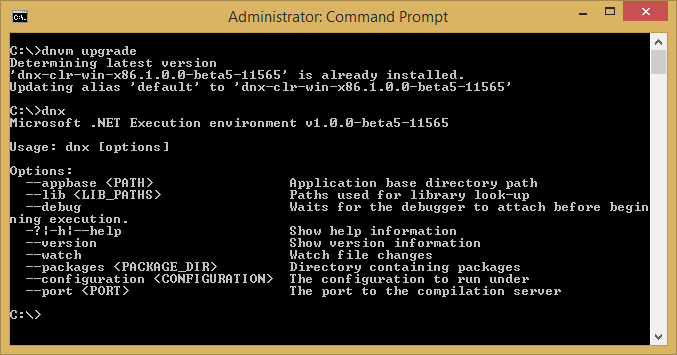 Administrator: Command Prompt
C:\>dnvm upgrade
Determining latest version
'dnx-clr-win-x86.1.0.0-beta5-11565' is already installed.
Updating alias 'default' to 'dnx-clr-win-x86.1.0.0-beta5-11565'
C:\>dnx
Microsoft .NET Execution environment v1.0.0-beta5-11565
Usage: dnx [options]
Options:
  --appbase <PATH>                 Application base directory path
  --lib <LIB_PATHS>                Paths used for library look-up
  --debug                          Waits for the debugger to attach before begin
ning execution.
  -?|-h|--help                     Show help information
  --version                        Show version information
  --watch                          Watch file changes
  --packages <PACKAGE_DIR>         Directory containing packages
  --configuration <CONFIGURATION>  The configuration to run under
  --port <PORT>                    The port to the compilation server
C:\>